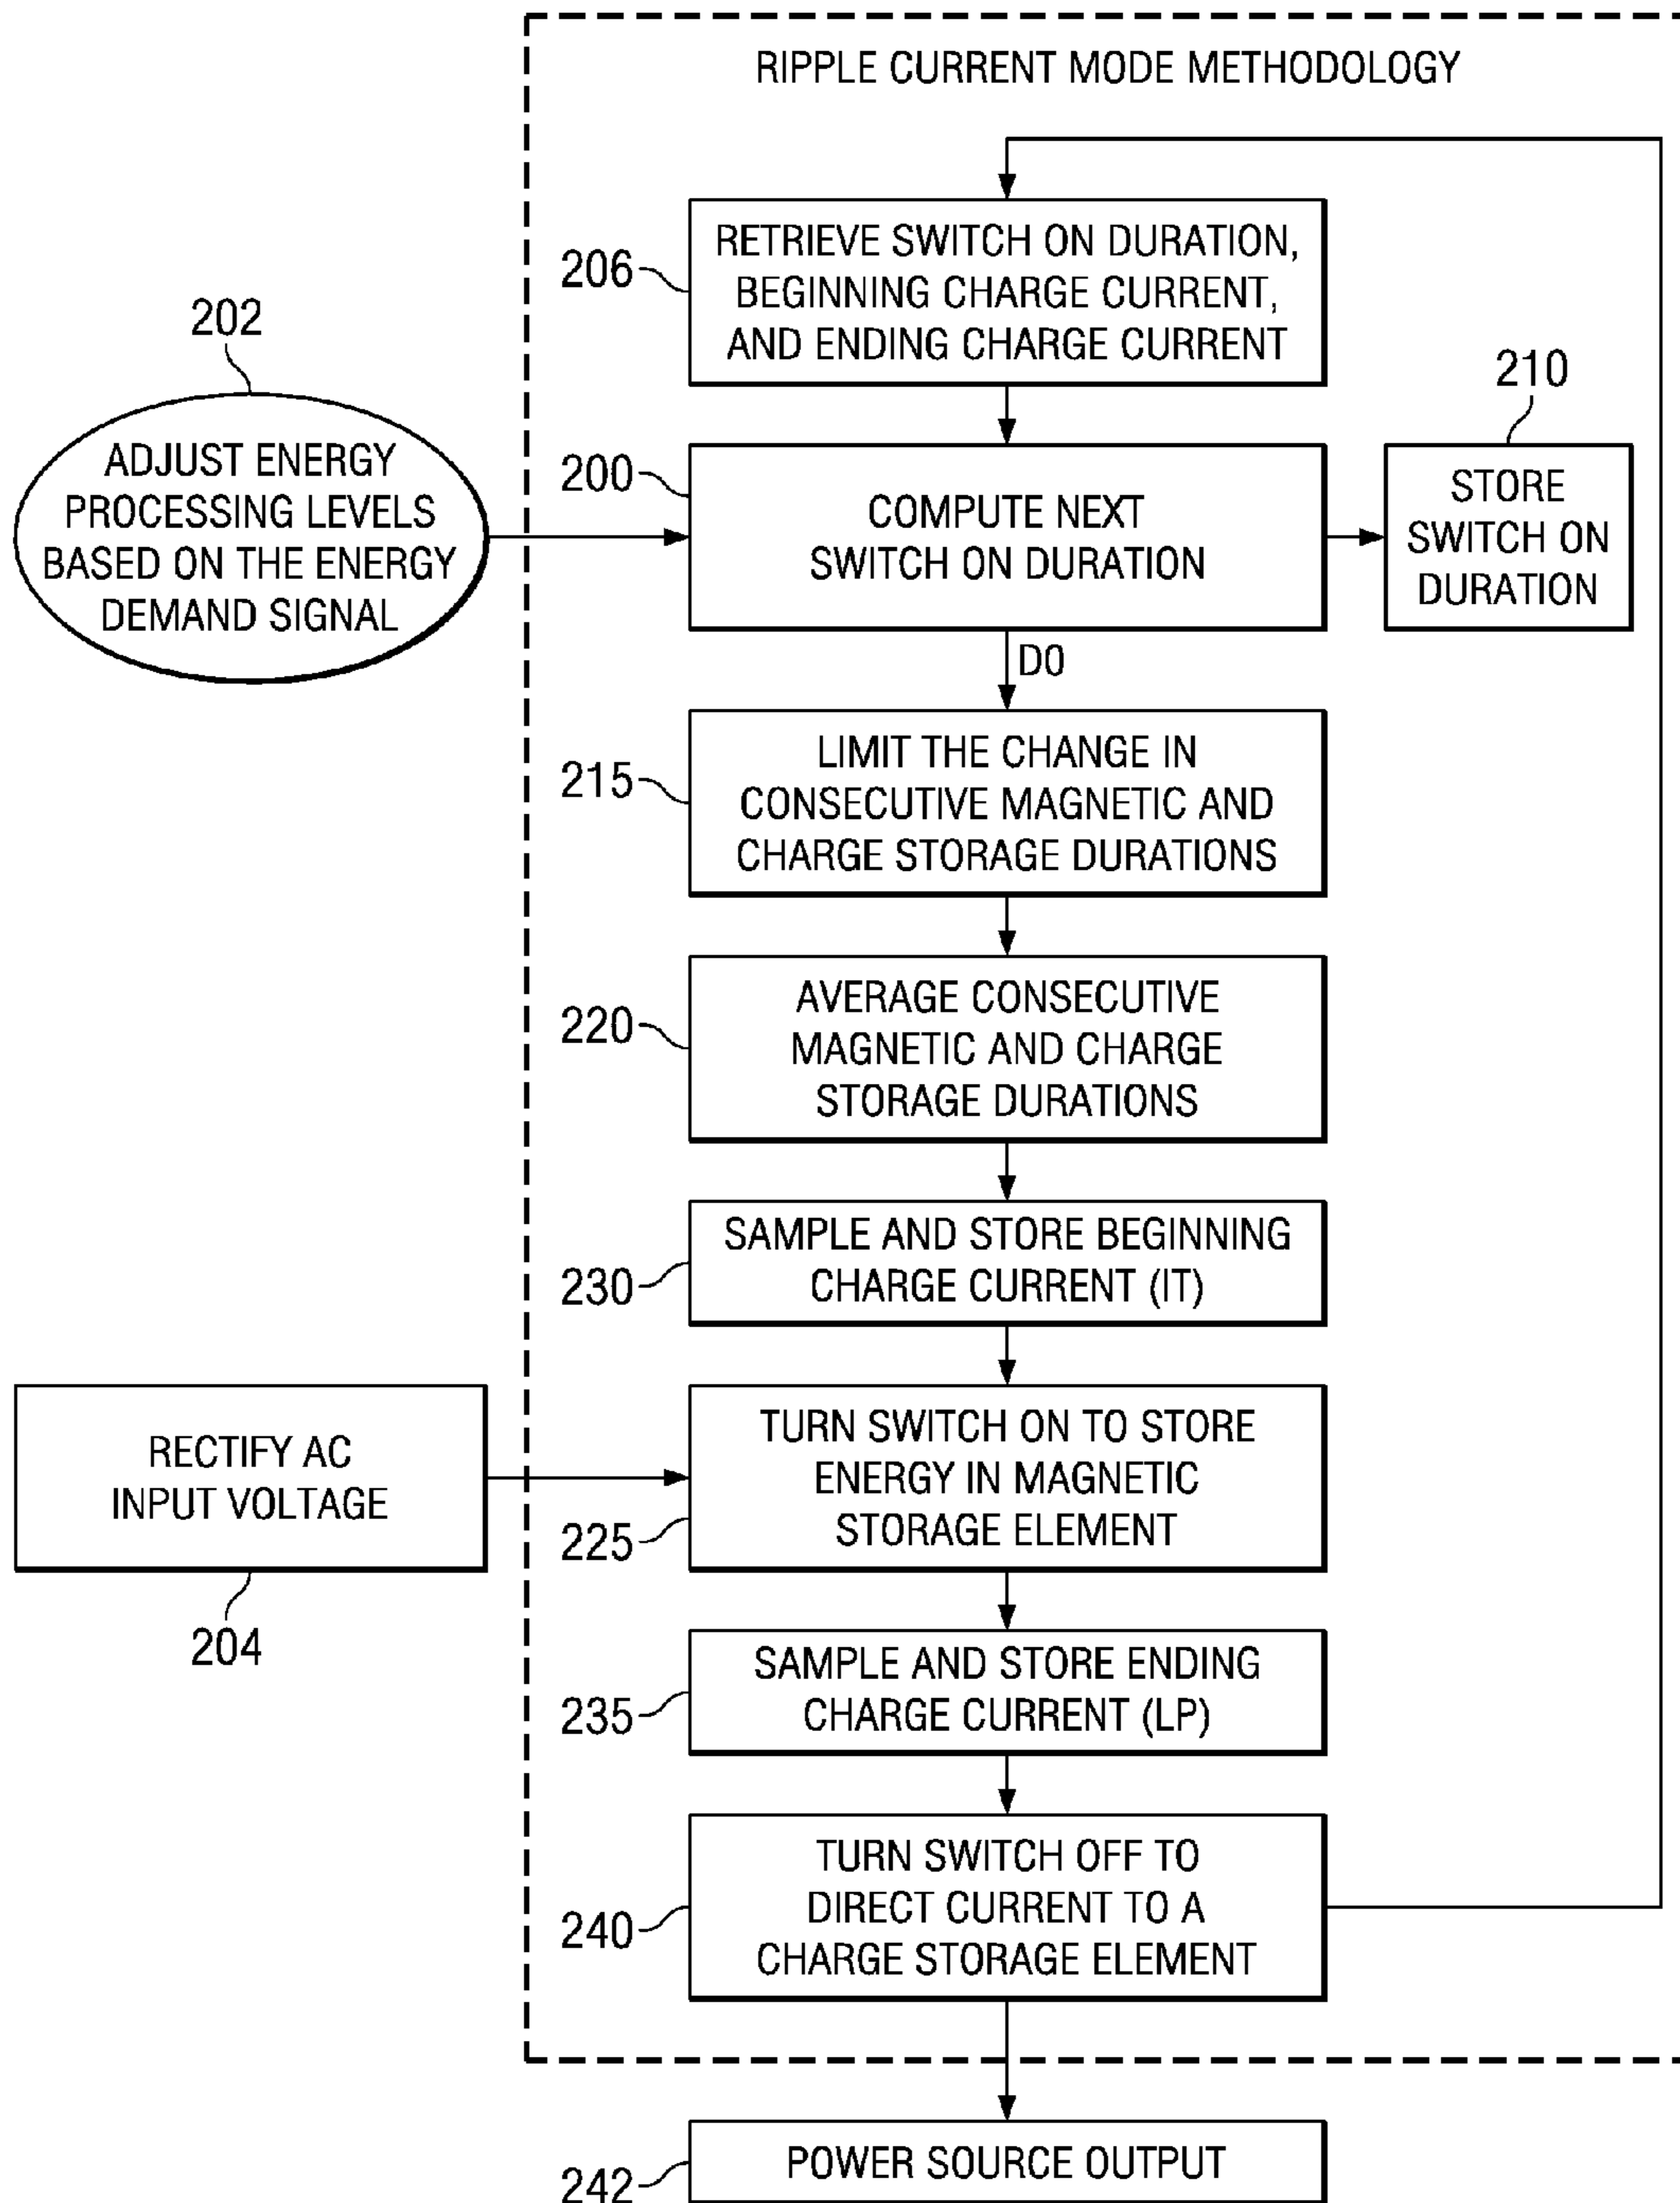 RIPPLE CURRENT MODE METHODOLOGY
206
RETRIEVE SWITCH ON DURATION,
BEGINNING CHARGE CURRENT,
AND ENDING CHARGE CURRENT
202
ADJUST ENERGY
PROCESSING LEVELS
BASED ON THE ENERGY
DEMAND SIGNAL
200
COMPUTE NEXT
SWITCH ON DURATION
210
STORE
SWITCH ON
DURATION
D0
215
LIMIT THE CHANGE IN
CONSECUTIVE MAGNETIC AND
CHARGE STORAGE DURATIONS
220
AVERAGE CONSECUTIVE
MAGNETIC AND CHARGE
STORAGE DURATIONS
230
SAMPLE AND STORE BEGINNING
CHARGE CURRENT (IT)
RECTIFY AC
INPUT VOLTAGE
204
225
TURN SWITCH ON TO STORE
ENERGY IN MAGNETIC
STORAGE ELEMENT
235
SAMPLE AND STORE ENDING
CHARGE CURRENT (LP)
240
TURN SWITCH OFF TO
DIRECT CURRENT TO A
CHARGE STORAGE ELEMENT
242
POWER SOURCE OUTPUT